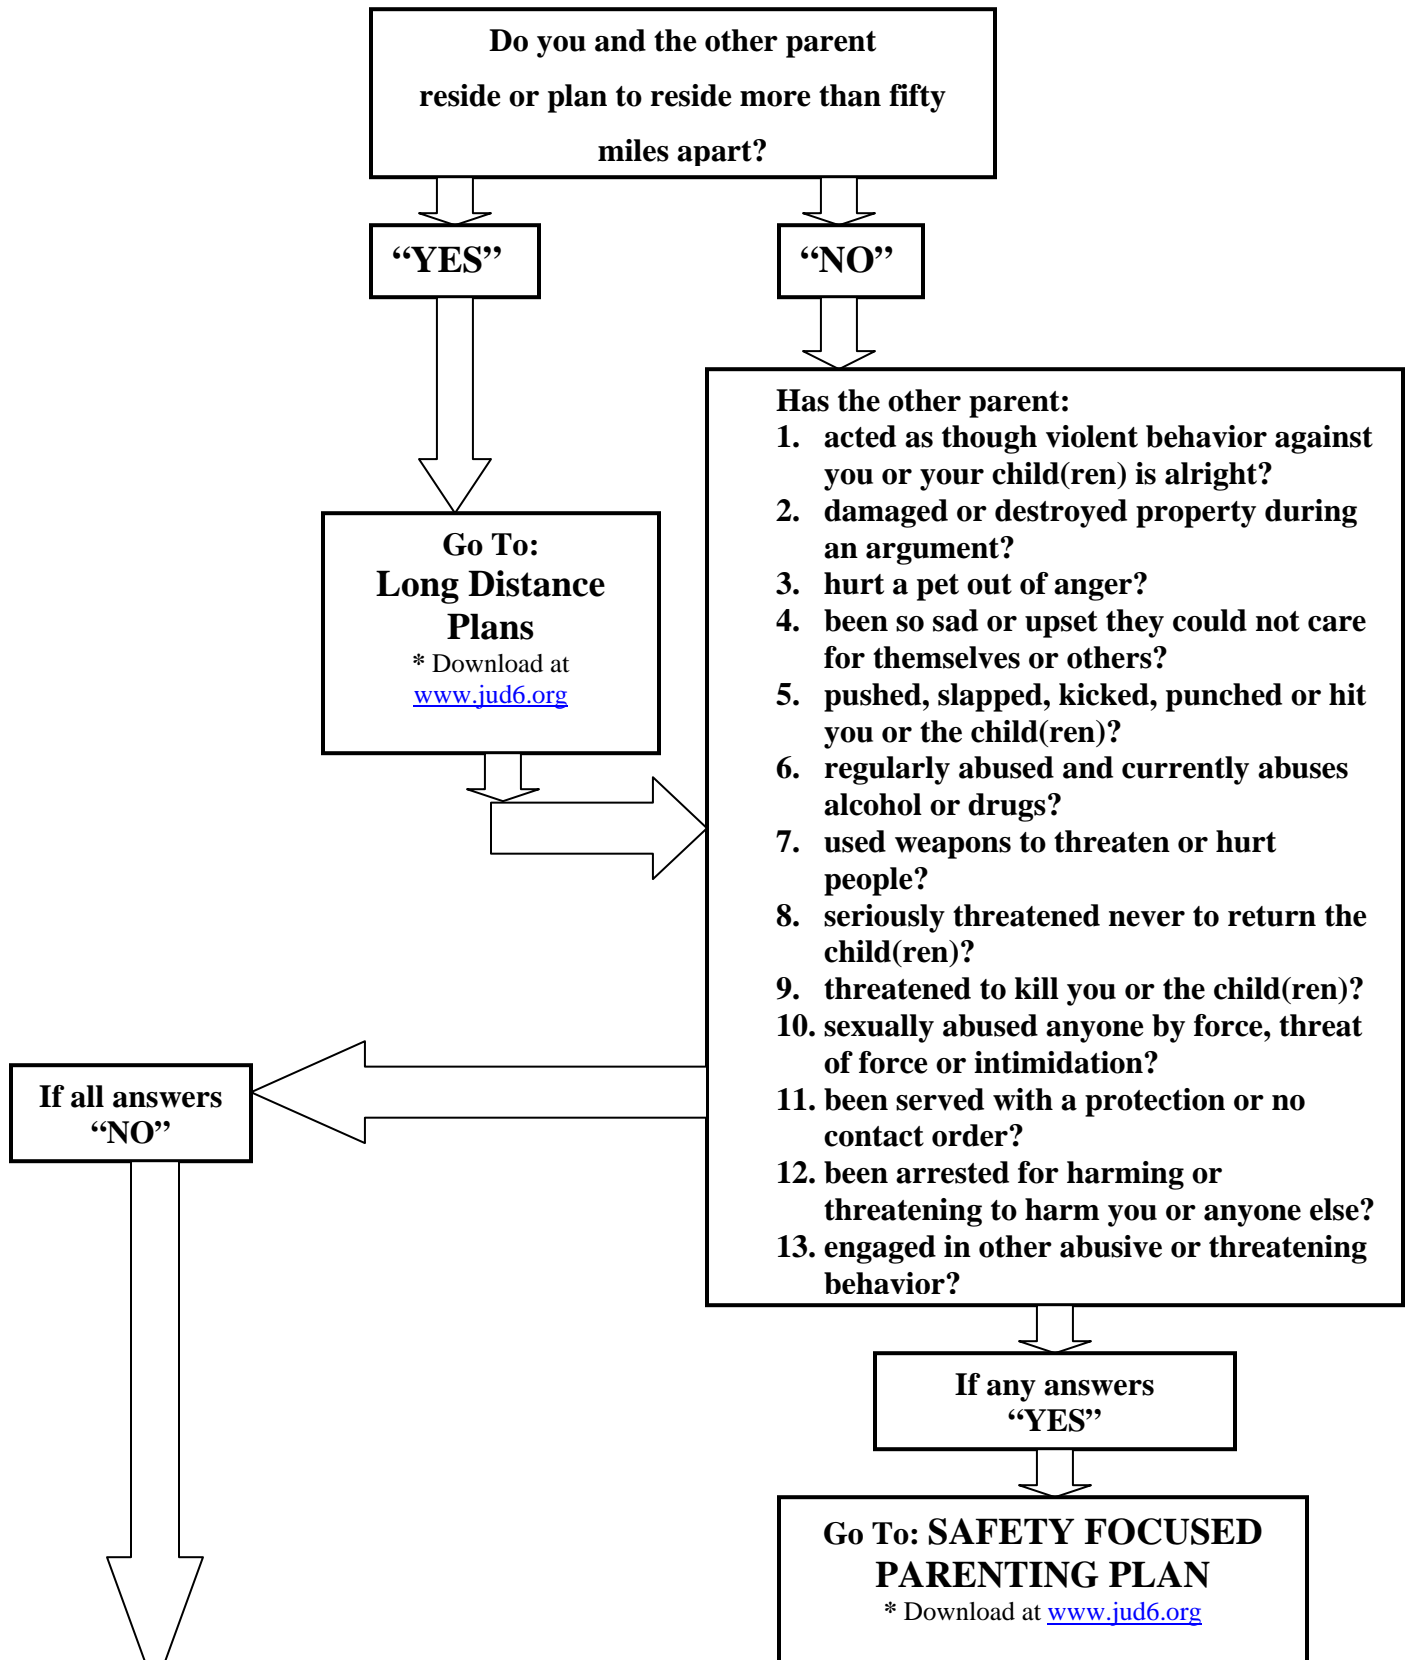 Do you and the other parent
reside or plan to reside more than fifty
miles apart?
“YES”
“NO”
Go To:
Long Distance
Plans
* Download at
www.jud6.org
Has the other parent:
1. acted as though violent behavior against
you or your child(ren) is alright?
2. damaged or destroyed property during
an argument?
3. hurt a pet out of anger?
4. been so sad or upset they could not care
for themselves or others?
5. pushed, slapped, kicked, punched or hit
you or the child(ren)?
6. regularly abused and currently abuses
alcohol or drugs?
7. used weapons to threaten or hurt
people?
8. seriously threatened never to return the
child(ren)?
9. threatened to kill you or the child(ren)?
10. sexually abused anyone by force, threat
of force or intimidation?
11. been served with a protection or no
contact order?
12. been arrested for harming or
threatening to harm you or anyone else?
13. engaged in other abusive or threatening
behavior?
If all answers
“NO”
If any answers
“YES”
Go To: SAFETY FOCUSED
PARENTING PLAN
* Download at www.jud6.org